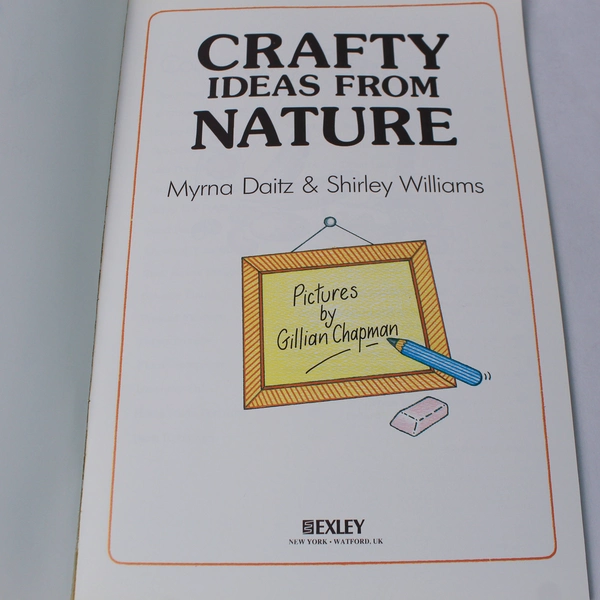 CRAFTY
IDEAS FROM
NATURE
Myrna Daitz & Shirley Williams
Pictures
by
Gillian Chapman
EXLEY
NEW YORK • WATFORD, UK